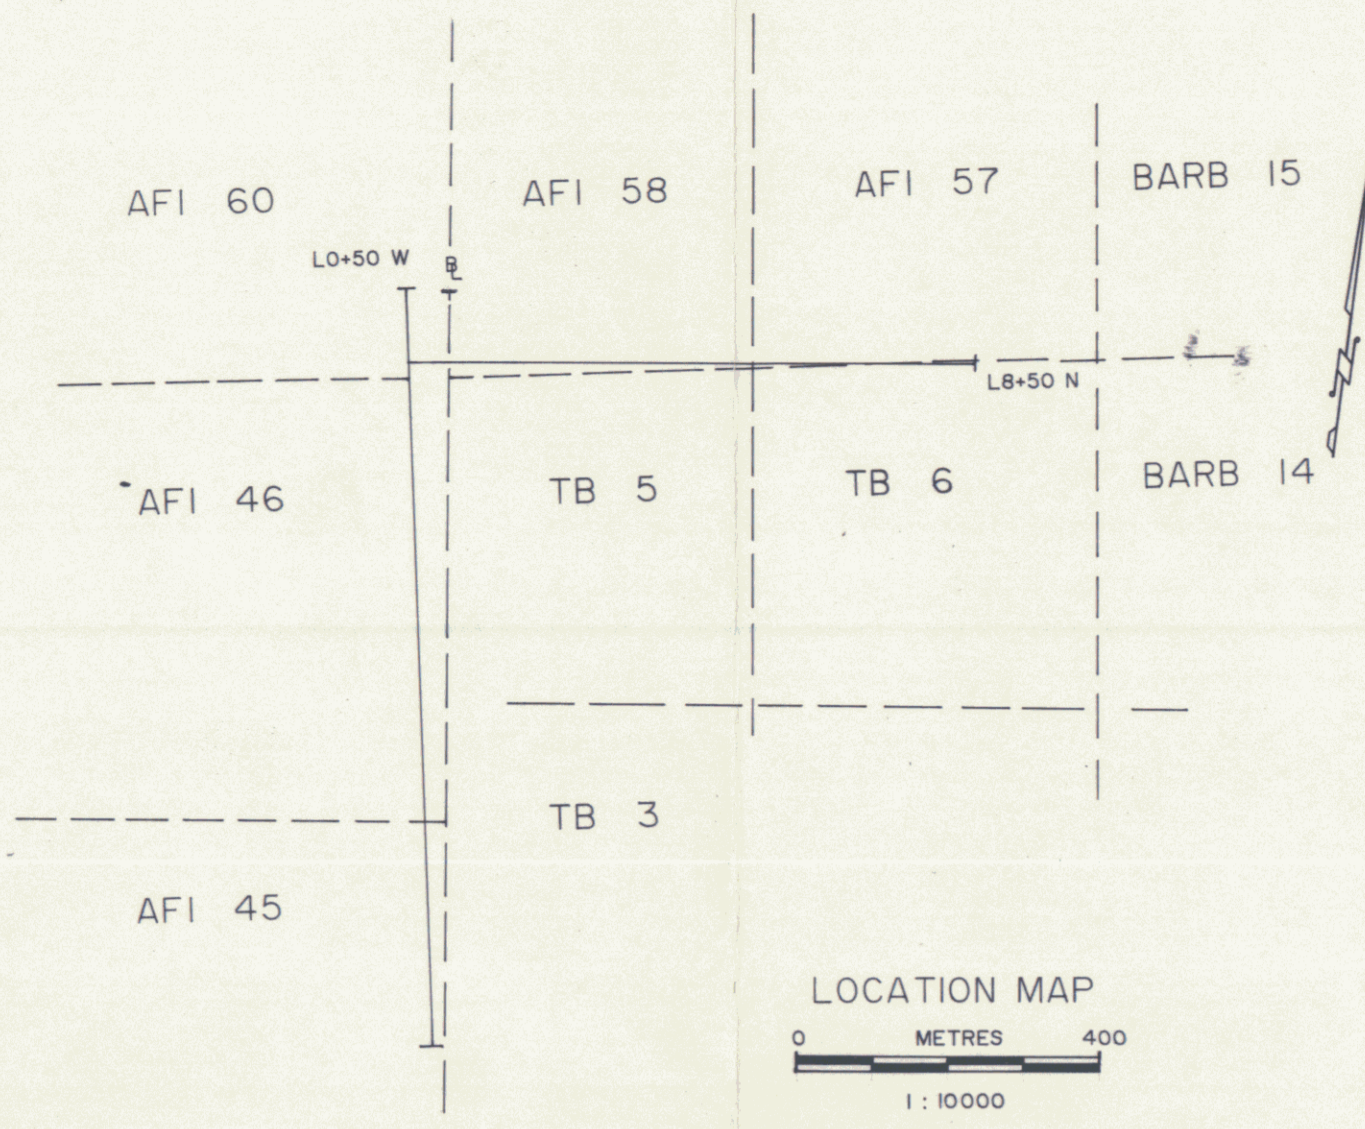 AFI 60
AFI 58
AFI 57
BARB 15
L0+50 W
BL
L8+50 N
AFI 46
TB 5
TB 6
BARB 14
TB 3
AFI 45
LOCATION MAP
0 METRES 400
1 : 10000